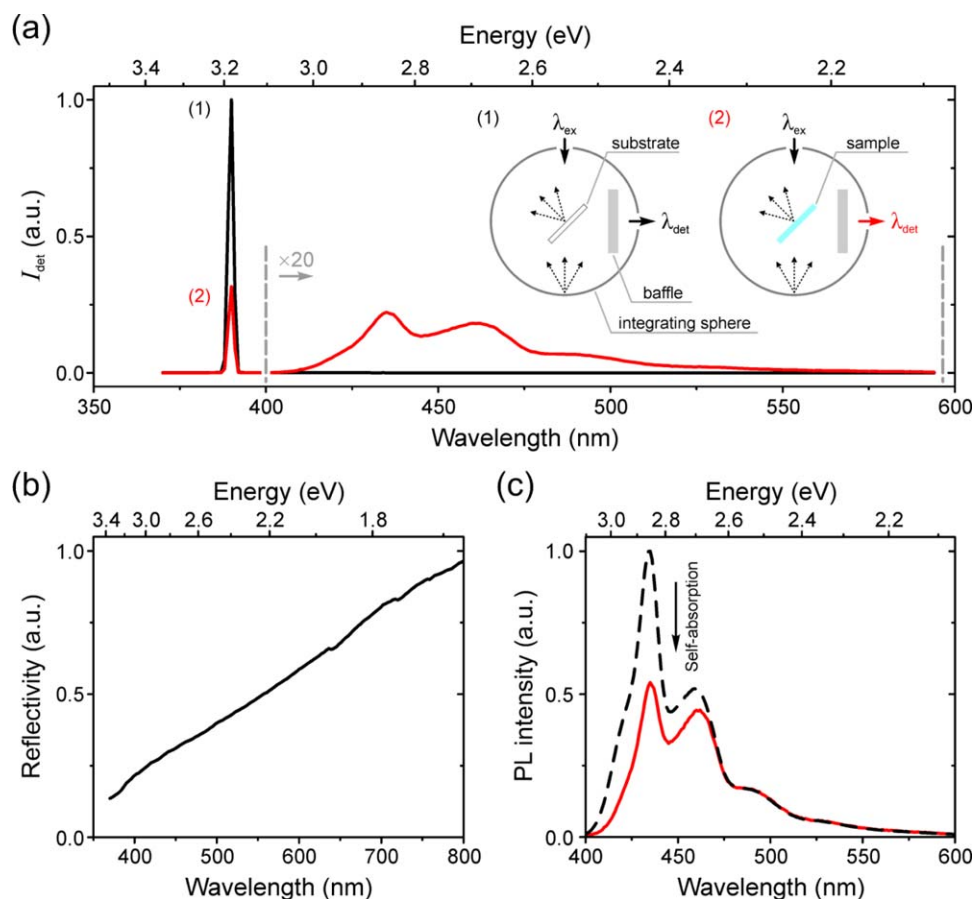 (a)
Energy (eV)
3.4 3.2 3.0 2.8 2.6 2.4 2.2
1.0
0.5
0.0
I_det (a.u.)
(1)
(2)
×20
(1)
λ_ex
substrate
λ_det
baffle
integrating sphere
(2)
λ_ex
sample
λ_det
350 400 450 500 550 600
Wavelength (nm)
(b)
Energy (eV)
3.4 3.0 2.6 2.2 1.8
1.0
0.5
0.0
Reflectivity (a.u.)
400 500 600 700 800
Wavelength (nm)
(c)
Energy (eV)
3.0 2.8 2.6 2.4 2.2
1.0
0.5
0.0
PL intensity (a.u.)
Self-absorption
400 450 500 550 600
Wavelength (nm)